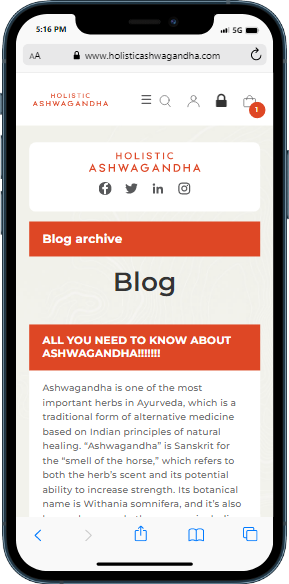 5:16 PM 5G
AA www.holisticashwagandha.com
HOLISTIC
ASHWAGANDHA
1
HOLISTIC
ASHWAGANDHA
Blog archive
Blog
ALL YOU NEED TO KNOW ABOUT
ASHWAGANDHA!!!!!!!
Ashwagandha is one of the most
important herbs in Ayurveda, which is a
traditional form of alternative medicine
based on Indian principles of natural
healing. “Ashwagandha” is Sanskrit for
the “smell of the horse,” which refers to
both the herb’s scent and its potential
ability to increase strength. Its botanical
name is Withania somnifera, and it’s also